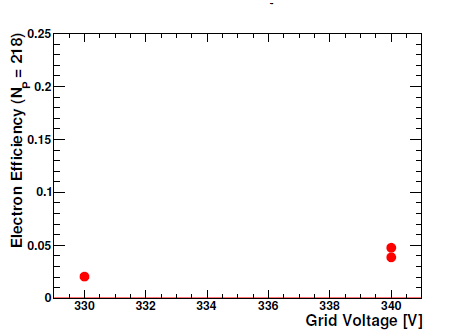 Electron Efficiency (Np = 218)
0.25
0.2
0.15
0.1
0.05
0
330 332 334 336 338 340
Grid Voltage [V]